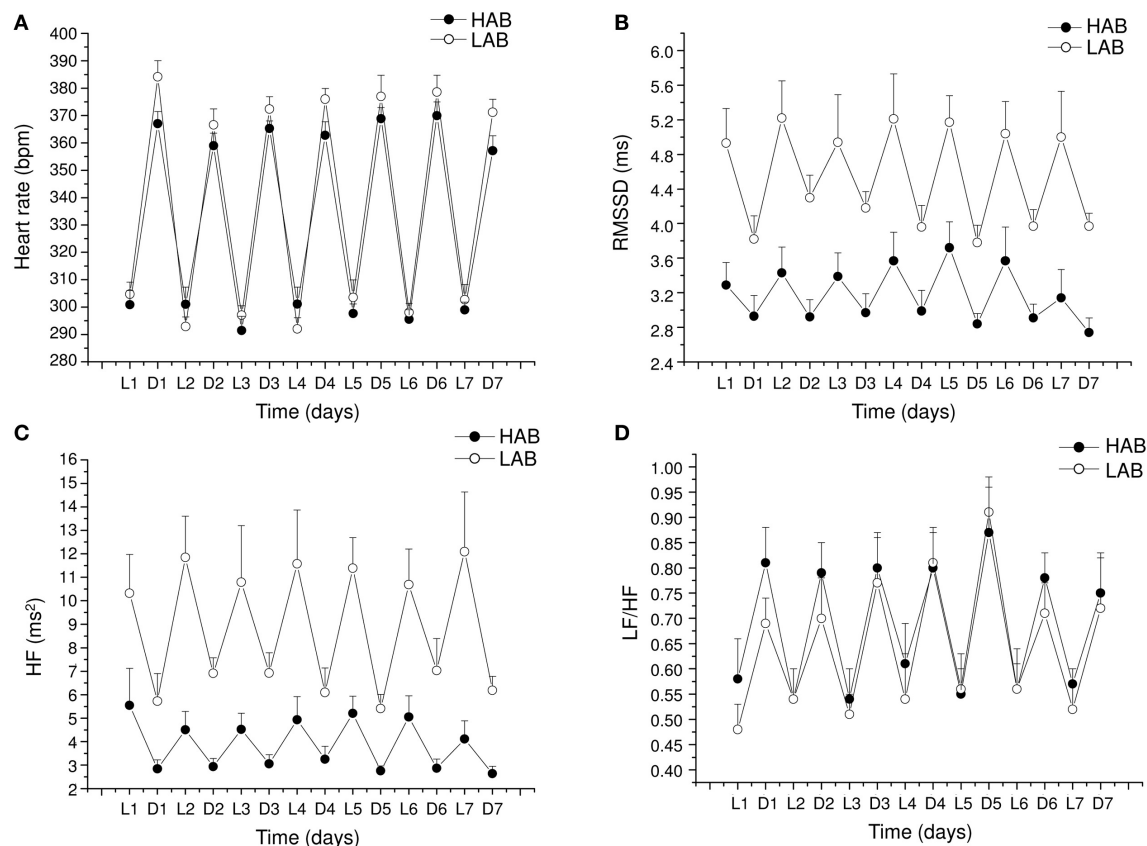 A
HAB
LAB
Heart rate (bpm)
400
390
380
370
360
350
340
330
320
310
300
290
280
L1 D1 L2 D2 L3 D3 L4 D4 L5 D5 L6 D6 L7 D7
Time (days)
B
HAB
LAB
RMSSD (ms)
6.0
5.6
5.2
4.8
4.4
4.0
3.6
3.2
2.8
2.4
L1 D1 L2 D2 L3 D3 L4 D4 L5 D5 L6 D6 L7 D7
Time (days)
C
HAB
LAB
HF (ms²)
16
15
14
13
12
11
10
9
8
7
6
5
4
3
2
L1 D1 L2 D2 L3 D3 L4 D4 L5 D5 L6 D6 L7 D7
Time (days)
D
HAB
LAB
LF/HF
1.00
0.95
0.90
0.85
0.80
0.75
0.70
0.65
0.60
0.55
0.50
0.45
0.40
L1 D1 L2 D2 L3 D3 L4 D4 L5 D5 L6 D6 L7 D7
Time (days)